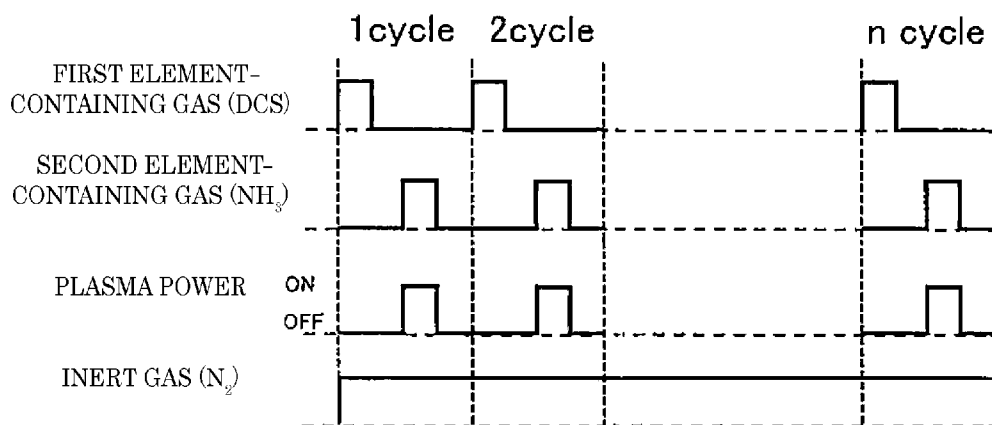 1cycle 2cycle n cycle
FIRST ELEMENT-
CONTAINING GAS (DCS)
SECOND ELEMENT-
CONTAINING GAS (NH₃)
PLASMA POWER ON
OFF
INERT GAS (N₂)